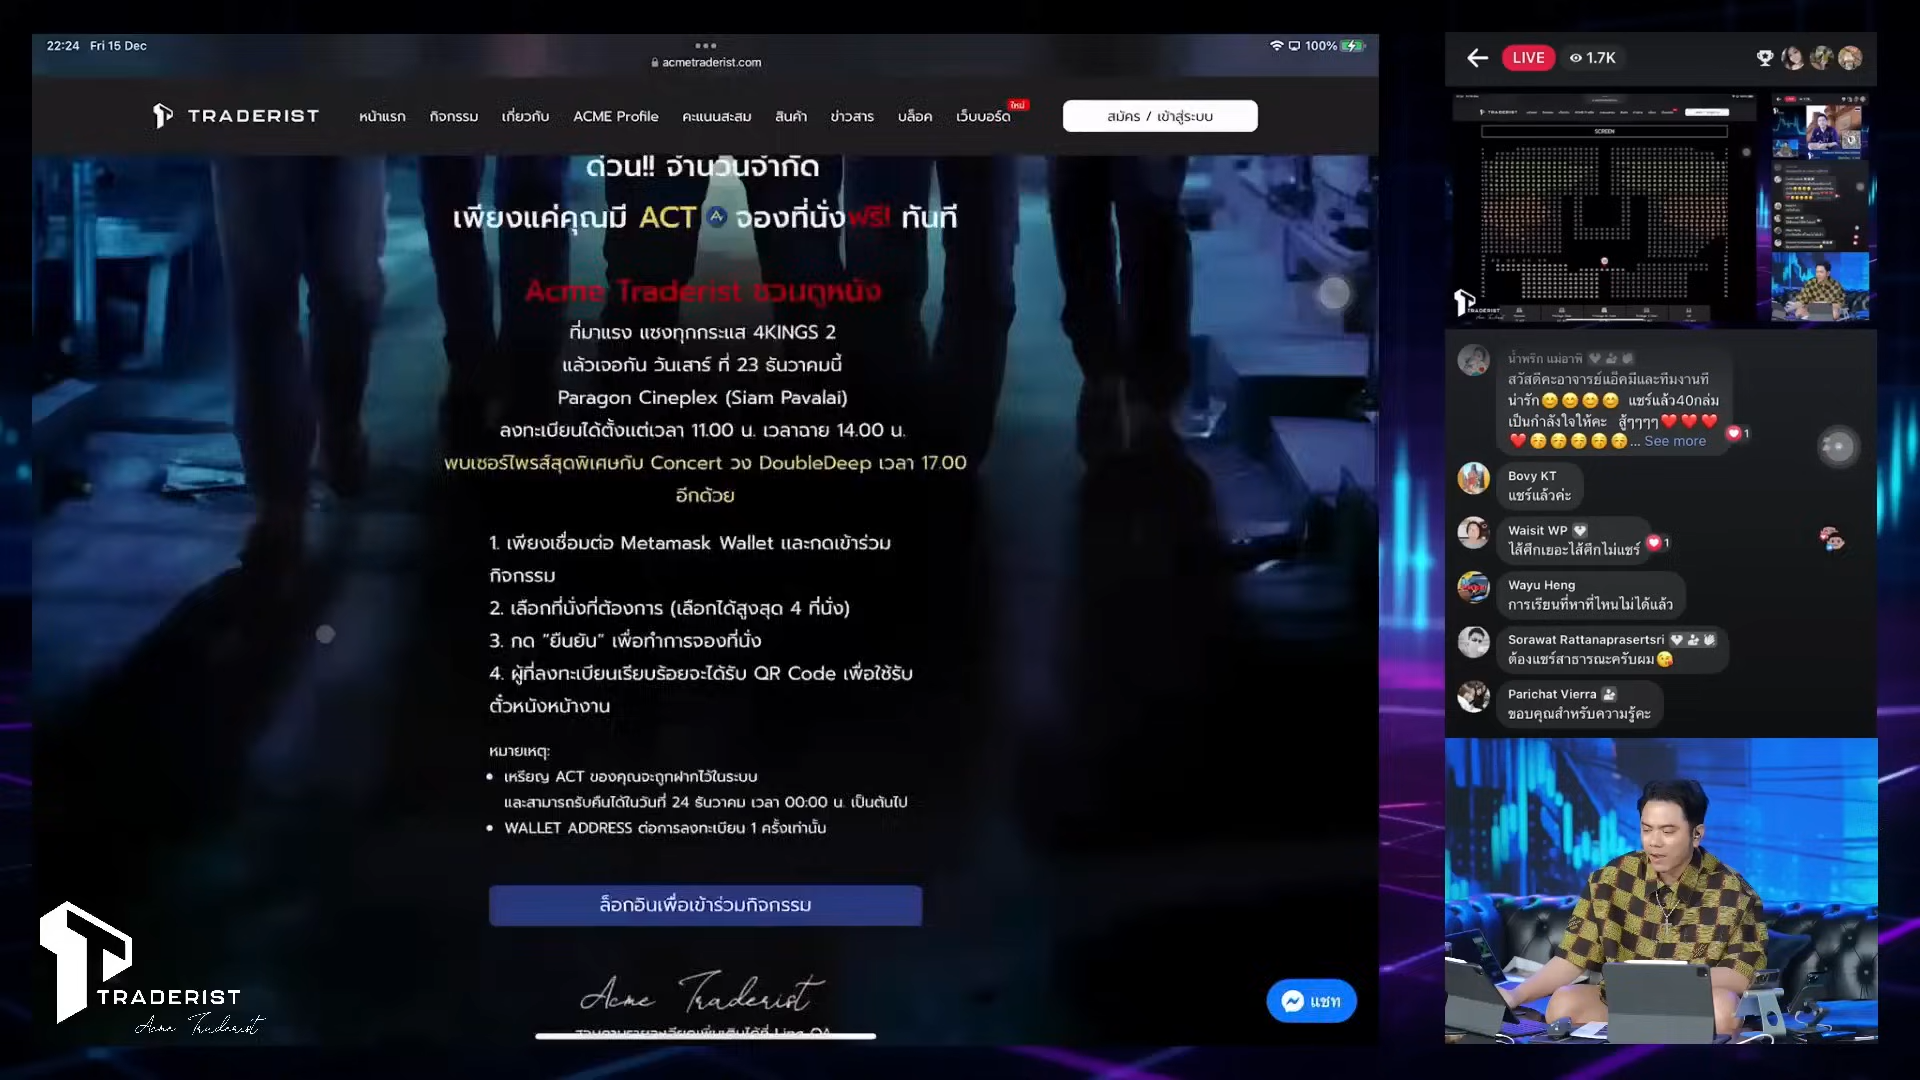 22:24 Fri 15 Dec
100%
acmetraderist.com
TRADERIST
หน้าแรก
กิจกรรม
เกี่ยวกับ
ACME Profile
คะแนนสะสม
สินค้า
ข่าวสาร
บล็อค
เว็บบอร์ด
ใหม่
สมัคร / เข้าสู่ระบบ
ด่วน!! จำนวนจำกัด
เพียงแค่คุณมี ACT จองที่นั่งฟรี! ทันที
Acme Traderist ชวนดูหนัง
ที่มาแรง แซงทุกกระแส 4KINGS 2
แล้วเจอกัน วันเสาร์ ที่ 23 ธันวาคมนี้
Paragon Cineplex (Siam Pavalai)
ลงทะเบียนได้ตั้งแต่เวลา 11.00 น. เวลาฉาย 14.00 น.
พบเซอร์ไพรส์สุดพิเศษกับ Concert วง DoubleDeep เวลา 17.00
อีกด้วย
1. เพียงเชื่อมต่อ Metamask Wallet และกดเข้าร่วม
กิจกรรม
2. เลือกที่นั่งที่ต้องการ (เลือกได้สูงสุด 4 ที่นั่ง)
3. กด "ยืนยัน" เพื่อทำการจองที่นั่ง
4. ผู้ที่ลงทะเบียนเรียบร้อยจะได้รับ QR Code เพื่อใช้รับ
ตั๋วหนังหน้างาน
หมายเหตุ:
• เหรียญ ACT ของคุณจะถูกฝากไว้ในระบบ
และสามารถรับคืนได้ในวันที่ 24 ธันวาคม เวลา 00:00 น. เป็นต้นไป
• WALLET ADDRESS ต่อการลงทะเบียน 1 ครั้งเท่านั้น
ล็อกอินเพื่อเข้าร่วมกิจกรรม
Acme Traderist
แชท
TRADERIST
Acme Traderist
LIVE
1.7K
SCREEN
น้ำพริก แม่อาพิ
สวัสดีคะอาจารย์แอ็คมีและทีมงานที่
น่ารัก😊😊😊😊 แชร์แล้ว40กล่ม
เป็นกำลังใจให้คะ สู้ๆๆๆๆ❤️❤️❤️
❤️😚😚😚😚😚... See more
1
Bovy KT
แชร์แล้วค่ะ
Waisit WP
ไส้ศึกเยอะไส้ศึกไม่แชร์
1
Wayu Heng
การเรียนที่หาที่ไหนไม่ได้แล้ว
Sorawat Rattanaprasertsri
ต้องแชร์สาธารณะครับผม😘
Parichat Vierra
ขอบคุณสำหรับความรู้คะ